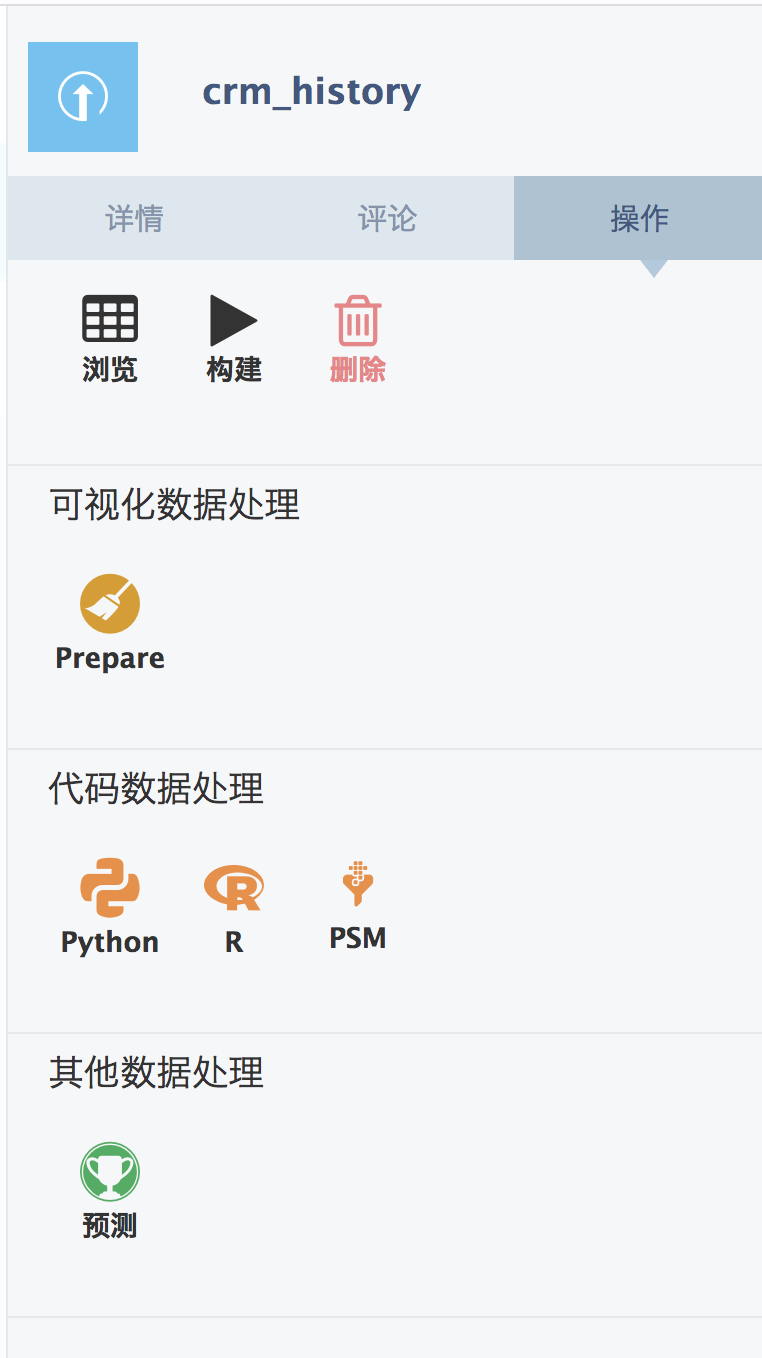 crm_history
详情 评论 操作
浏览 构建 删除
可视化数据处理
Prepare
代码数据处理
Python R PSM
其他数据处理
预测